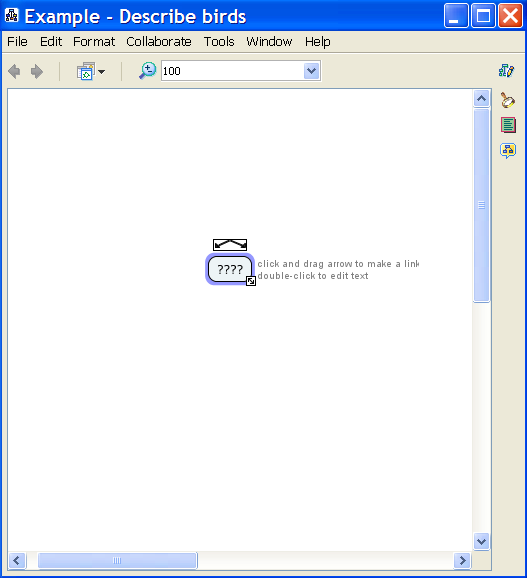 Example - Describe birds
File Edit Format Collaborate Tools Window Help
100
????
click and drag arrow to make a link
double-click to edit text